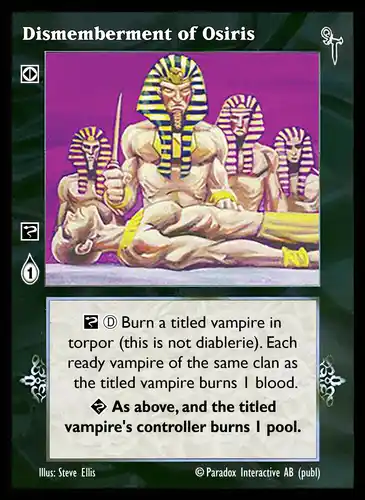 Dismemberment of Osiris
1
D Burn a titled vampire in
torpor (this is not diablerie). Each
ready vampire of the same clan as
the titled vampire burns 1 blood.
As above, and the titled
vampire's controller burns 1 pool.
Illus: Steve Ellis © Paradox Interactive AB (publ)